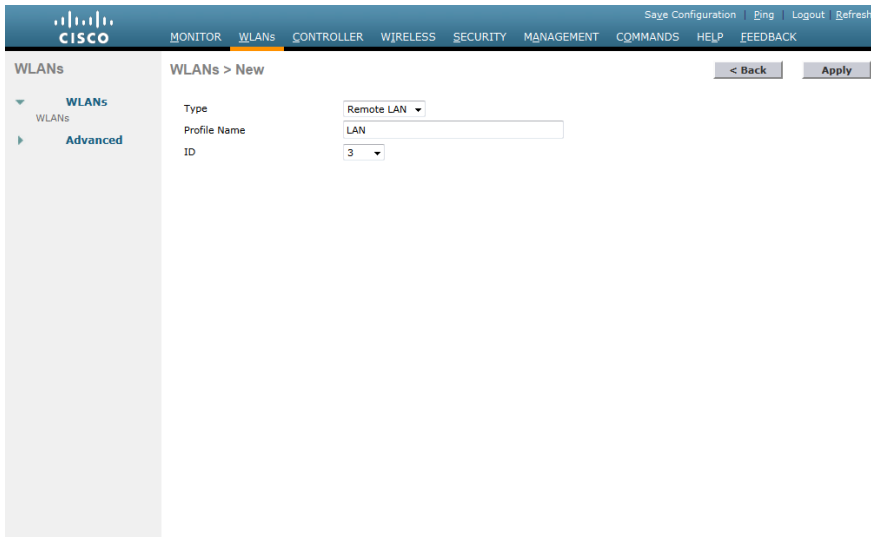 Save Configuration | Ping | Logout | Refresh
CISCO
MONITOR WLANs CONTROLLER WIRELESS SECURITY MANAGEMENT COMMANDS HELP FEEDBACK
WLANs
WLANs
WLANs
Advanced
WLANs > New
< Back
Apply
Type Remote LAN
Profile Name LAN
ID 3